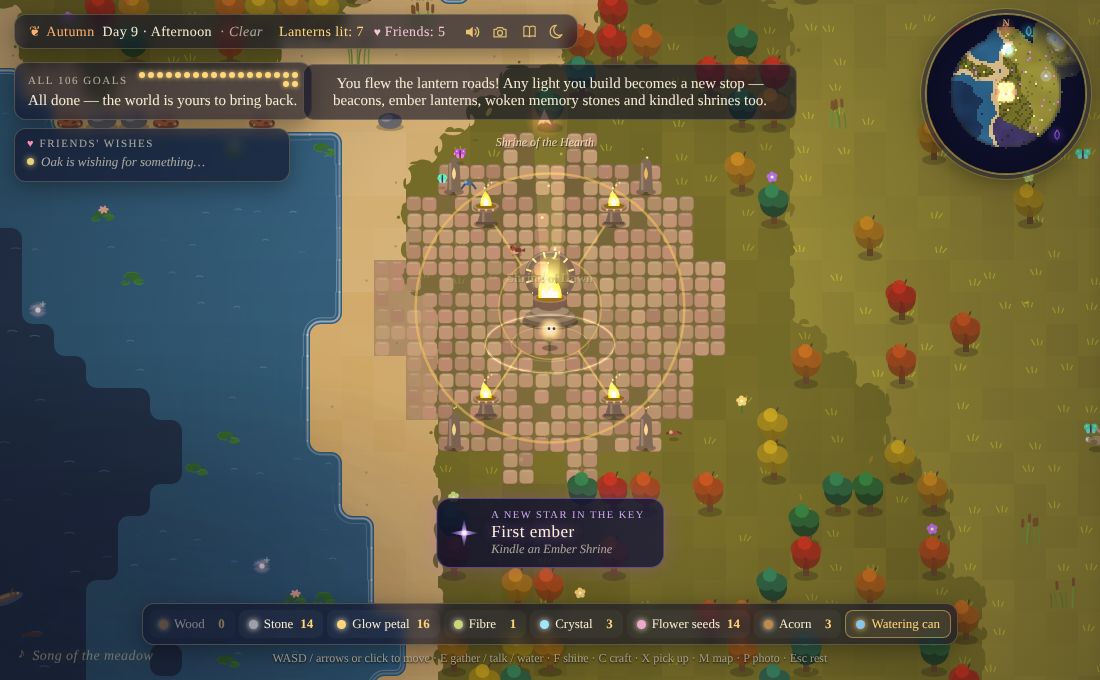 Autumn Day 9 · Afternoon · Clear Lanterns lit: 7 ♥ Friends: 5
N
ALL 106 GOALS
All done — the world is yours to bring back.
You flew the lantern roads! Any light you build becomes a new stop —
beacons, ember lanterns, woken memory stones and kindled shrines too.
♥ FRIENDS' WISHES
Oak is wishing for something…
Shrine of the Hearth
Shrine of Dawn
A NEW STAR IN THE KEY
First ember
Kindle an Ember Shrine
Wood 0 Stone 14 Glow petal 16 Fibre 1 Crystal 3 Flower seeds 14 Acorn 3 Watering can
♪ Song of the meadow
WASD / arrows or click to move · E gather / talk / water · F shine · C craft · X pick up · M map · P photo · Esc rest